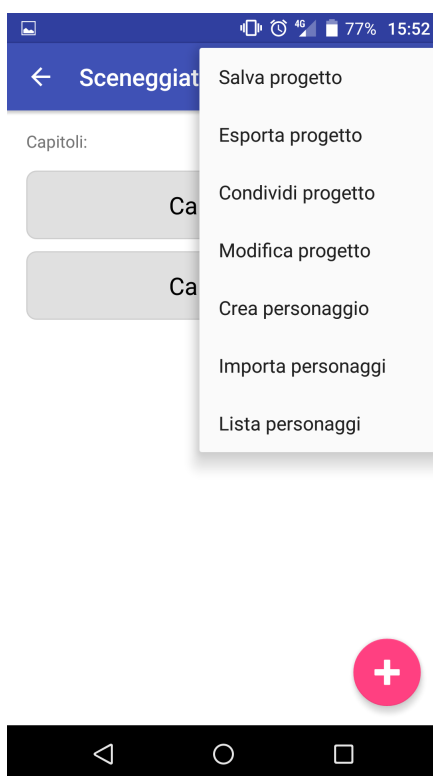 4G 77% 15:52
Sceneggiat
Capitoli:
Ca
Ca
Salva progetto
Esporta progetto
Condividi progetto
Modifica progetto
Crea personaggio
Importa personaggi
Lista personaggi